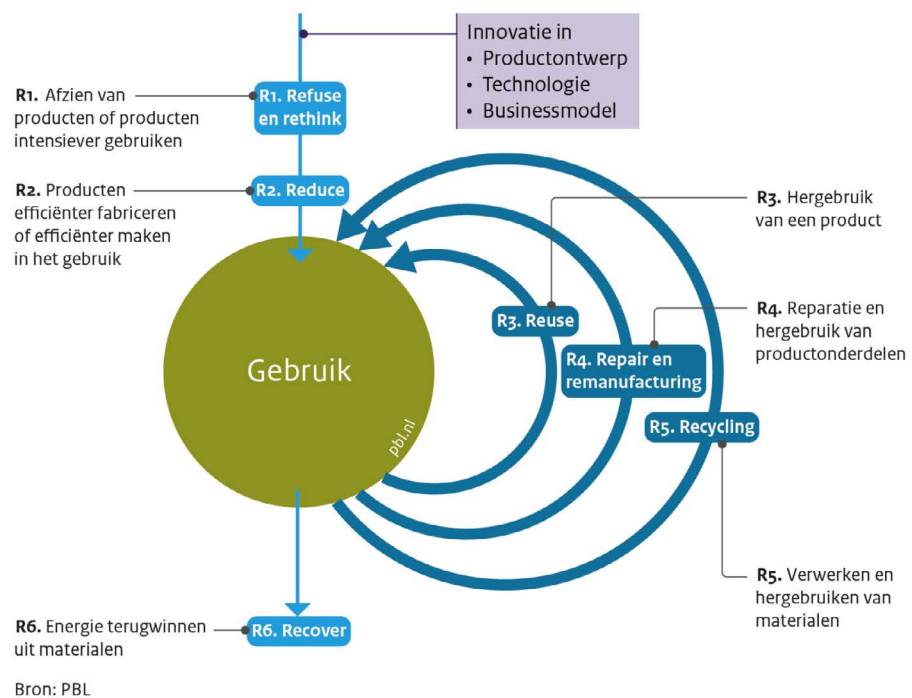 Innovatie in
• Productontwerp
• Technologie
• Businessmodel
R1. Afzien van
producten of producten
intensiever gebruiken
R1. Refuse
en rethink
R2. Producten
efficiënter fabriceren
of efficiënter maken
in het gebruik
R2. Reduce
R3. Hergebruik
van een product
R3. Reuse
R4. Reparatie en
hergebruik van
productonderdelen
R4. Repair en
remanufacturing
Gebruik
pbl.nl
R5. Recycling
R5. Verwerken en
hergebruiken van
materialen
R6. Energie terugwinnen
uit materialen
R6. Recover
Bron: PBL